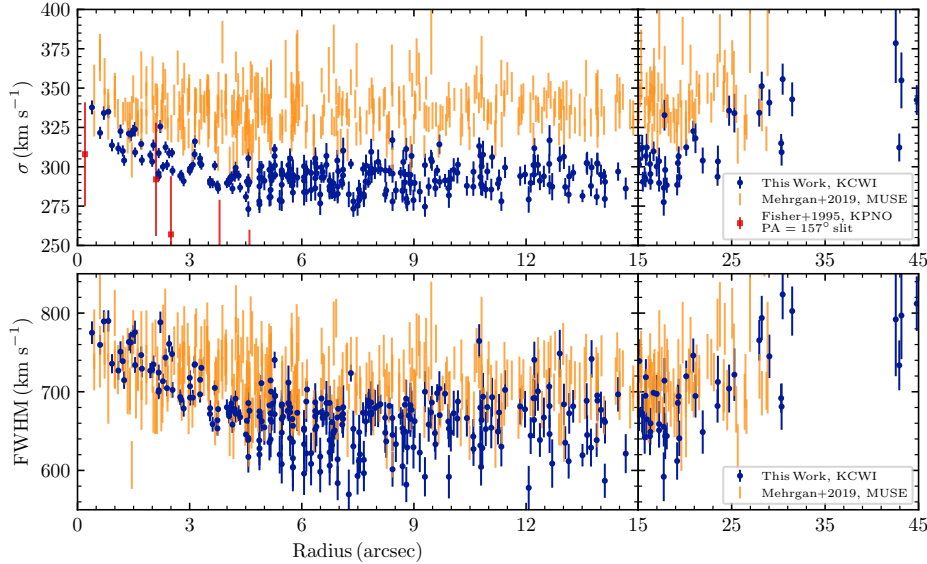 400
375
350
325
300
275
250
σ (km s⁻¹)
0 3 6 9 12 15 25 35 45
This Work, KCWI
Mehrgan+2019, MUSE
Fisher+1995, KPNO
PA = 157° slit
800
700
600
FWHM (km s⁻¹)
This Work, KCWI
Mehrgan+2019, MUSE
0 3 6 9 12 15 25 35 45
Radius (arcsec)